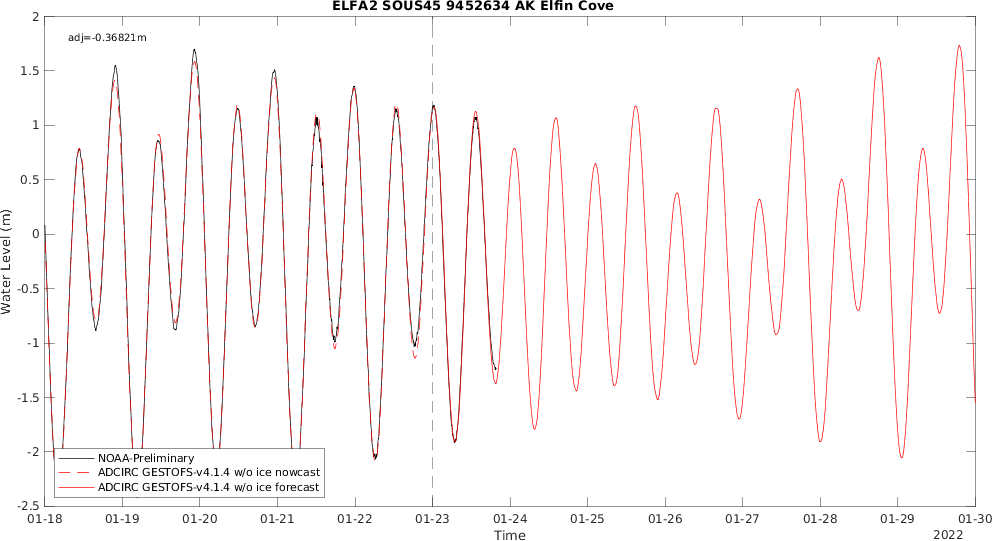 ELFA2 SOUS45 9452634 AK Elfin Cove
adj=-0.36821m
2
1.5
1
0.5
0
-0.5
-1
-1.5
-2
-2.5
Water Level (m)
NOAA-Preliminary
ADCIRC GESTOFS-v4.1.4 w/o ice nowcast
ADCIRC GESTOFS-v4.1.4 w/o ice forecast
01-18 01-19 01-20 01-21 01-22 01-23 01-24 01-25 01-26 01-27 01-28 01-29 01-30
Time
2022